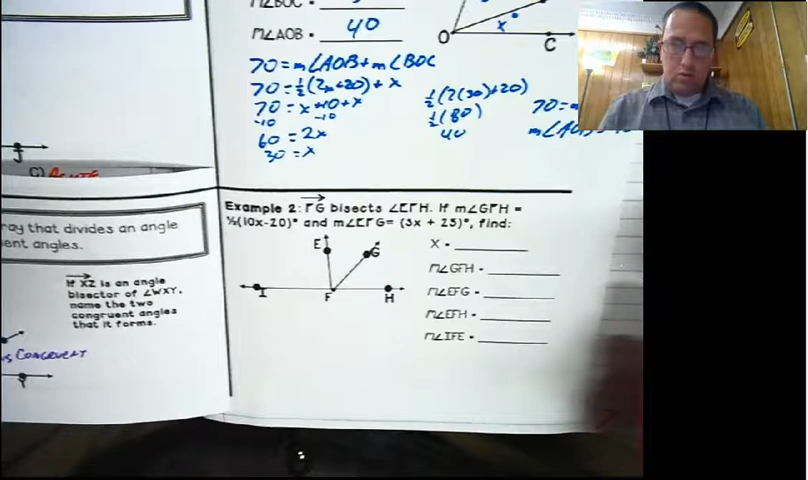 m∠BOC =
m∠AOB = 40
O
C
x°
70 = m∠AOB + m∠BOC
70 = ½(2x+20) + x
70 = x+10+x
-10 -10
60 = 2x
30 = x
½(2(30)+20)
½(80)
40
70 =
J
C) ACUTE
ray that divides an angle
angles.
If XZ is an angle
bisector of ∠WXY,
name the two
congruent angles
that it forms.
CONGRUENT
Y
Example 2: FG bisects ∠EFH. If m∠GFH =
½(10x-20)° and m∠EFG= (3x + 25)°, find:
E
G
I
F
H
X =
m∠GFH =
m∠EFG =
m∠EFH =
m∠IFE =